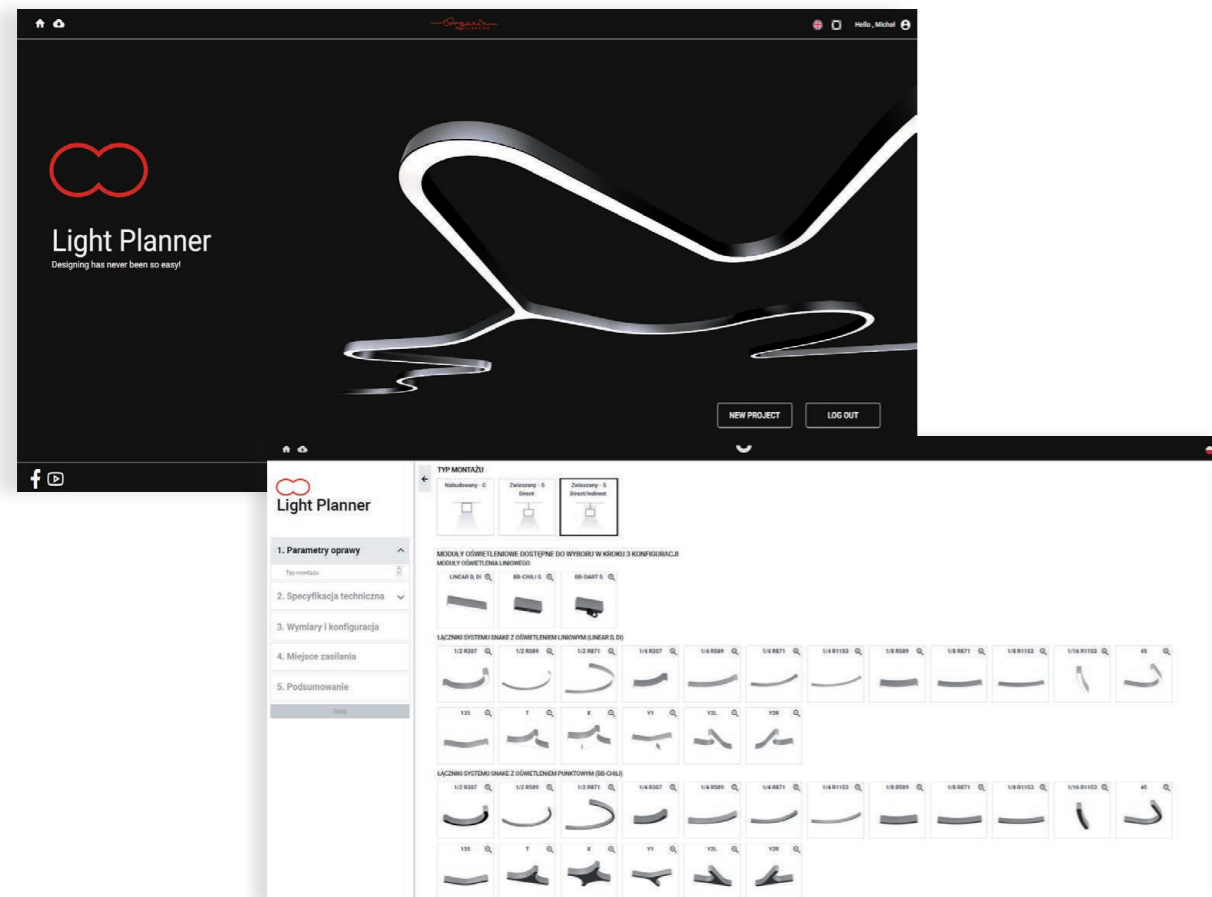 Organic
LIGHTING
Hello , Michał
Light Planner
Designing has never been so easy!
NEW PROJECT
LOG OUT
Light Planner
1. Parametry oprawy
Typ montażu
2. Specyfikacja techniczna
3. Wymiary i konfiguracja
4. Miejsce zasilania
5. Podsumowanie
Dalej
TYP MONTAŻU
Nabudowany - C
Zwieszany - S
Direct
Zwieszany - S
Direct/Indirect
MODUŁY OŚWIETLENIOWE DOSTĘPNE DO WYBORU W KROKU 3 KONFIGURACJI
MODUŁY OŚWIETLENIA LINIOWEGO
LINEAR D, DI
BB-CHILI S
BB-DART S
ŁĄCZNIKI SYSTEMU SNAKE Z OŚWIETLENIEM LINIOWYM (LINEAR D, DI)
1/2 R307 1/2 R589 1/2 R871 1/4 R307 1/4 R589 1/4 R871 1/4 R1153 1/8 R589 1/8 R871 1/8 R1153 1/16 R1153 45
135 T X Y1 Y2L Y2R
ŁĄCZNIKI SYSTEMU SNAKE Z OŚWIETLENIEM PUNKTOWYM (BB-CHILI)
1/2 R307 1/2 R589 1/2 R871 1/4 R307 1/4 R589 1/4 R871 1/4 R1153 1/8 R589 1/8 R871 1/8 R1153 1/16 R1153 45
135 T X Y1 Y2L Y2R